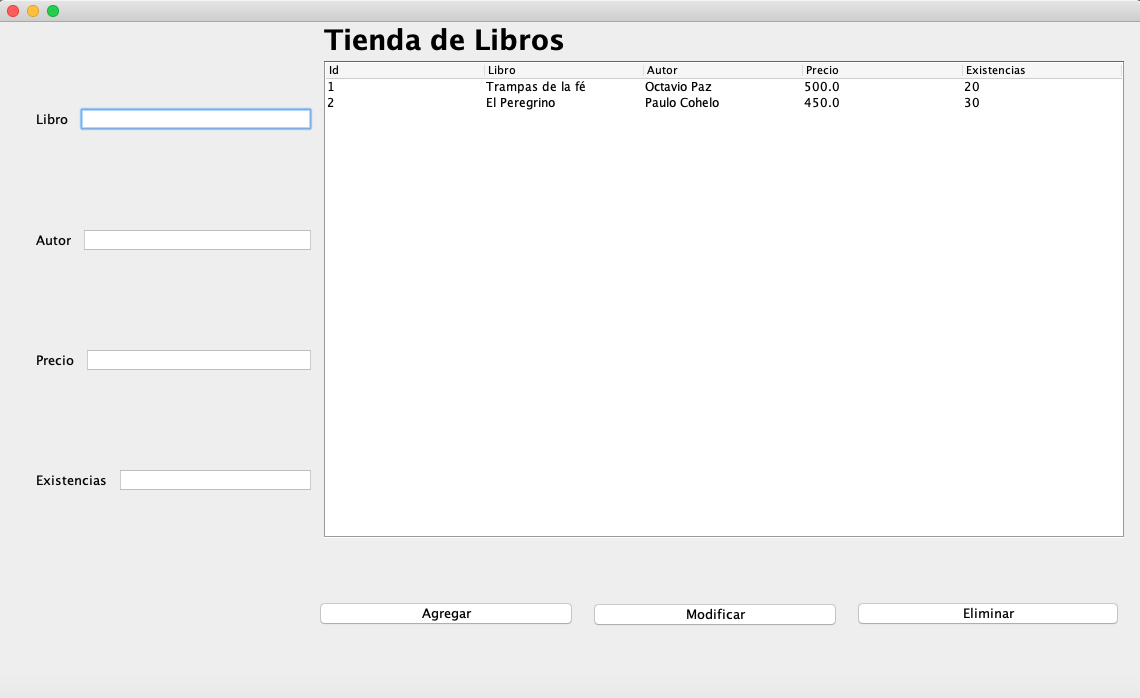 Tienda de Libros
Id Libro Autor Precio Existencias
1 Trampas de la fé Octavio Paz 500.0 20
2 El Peregrino Paulo Cohelo 450.0 30
Libro
Autor
Precio
Existencias
Agregar Modificar Eliminar